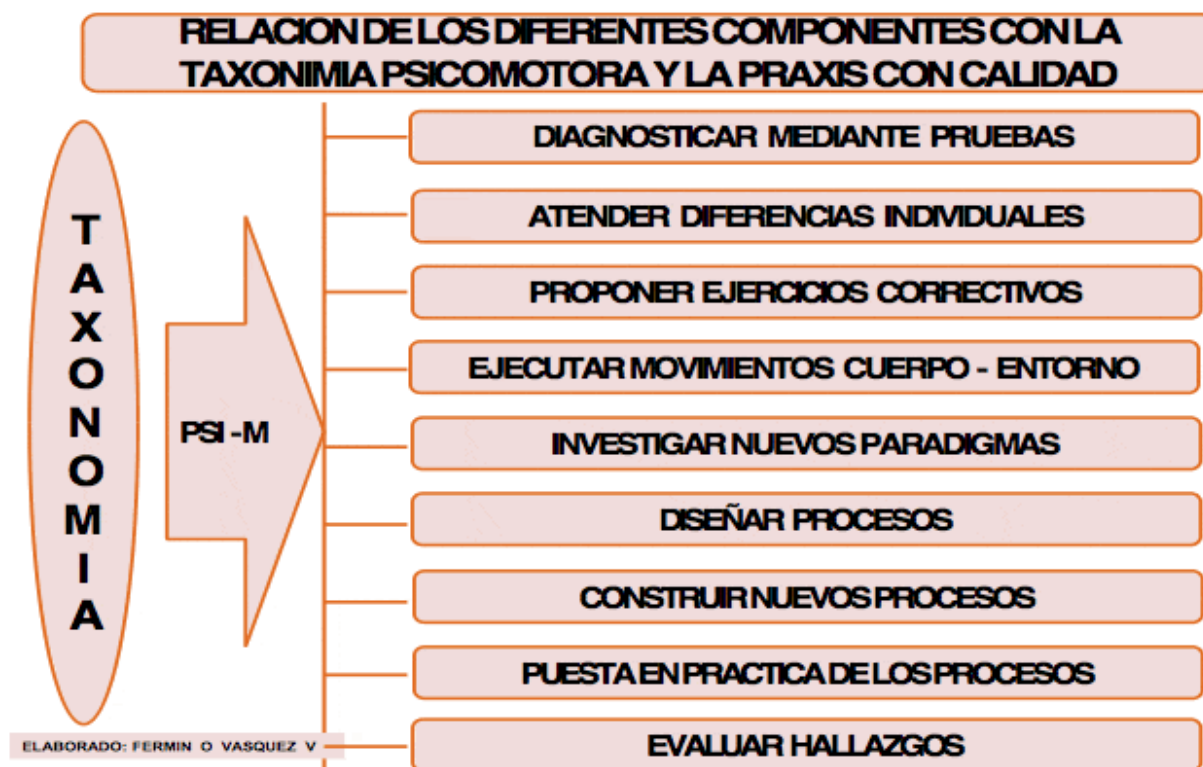 RELACION DE LOS DIFERENTES COMPONENTES CON LA
TAXONIMIA PSICOMOTORA Y LA PRAXIS CON CALIDAD
TAXONOMIA
PSI -M
DIAGNOSTICAR MEDIANTE PRUEBAS
ATENDER DIFERENCIAS INDIVIDUALES
PROPONER EJERCICIOS CORRECTIVOS
EJECUTAR MOVIMIENTOS CUERPO - ENTORNO
INVESTIGAR NUEVOS PARADIGMAS
DISEÑAR PROCESOS
CONSTRUIR NUEVOS PROCESOS
PUESTA EN PRACTICA DE LOS PROCESOS
EVALUAR HALLAZGOS
ELABORADO: FERMIN O VASQUEZ V